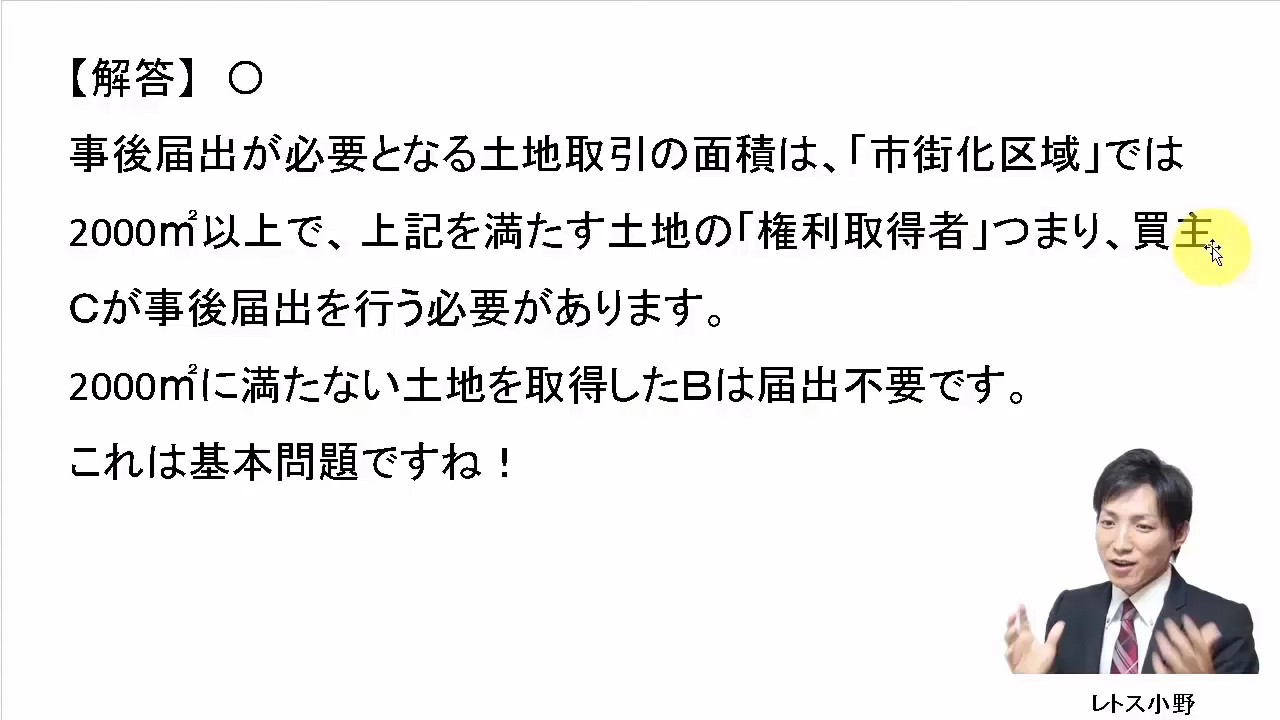 【解答】 ○
事後届出が必要となる土地取引の面積は、「市街化区域」では
2000㎡以上で、上記を満たす土地の「権利取得者」つまり、買主
Cが事後届出を行う必要があります。
2000㎡に満たない土地を取得したBは届出不要です。
これは基本問題ですね！
レトス小野